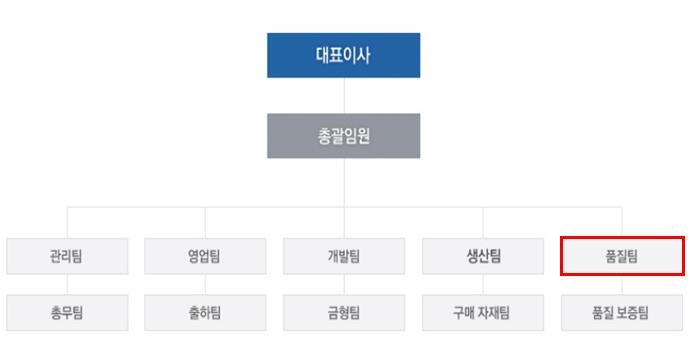 대표이사
총괄임원
관리팀
영업팀
개발팀
생산팀
품질팀
총무팀
출하팀
금형팀
구매 자재팀
품질 보증팀